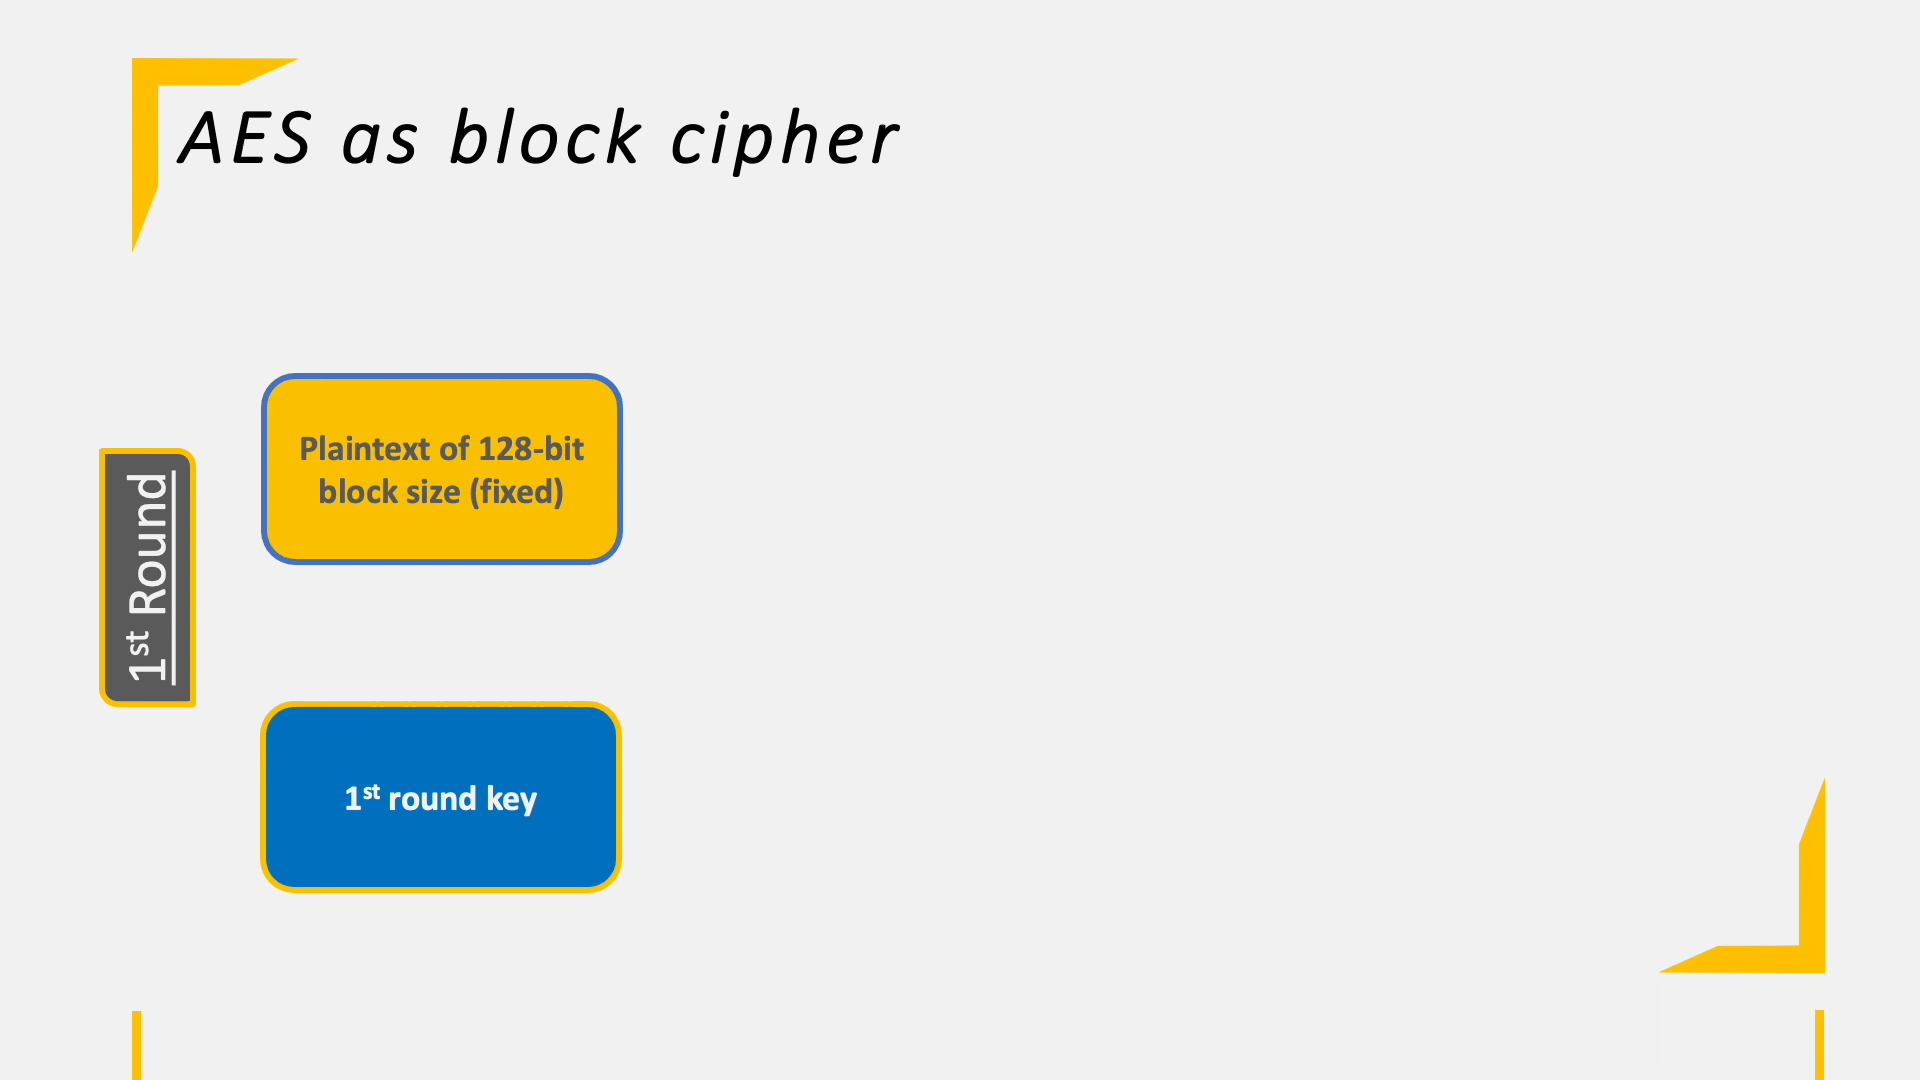 AES as block cipher
1st Round
Plaintext of 128-bit
block size (fixed)
1st round key